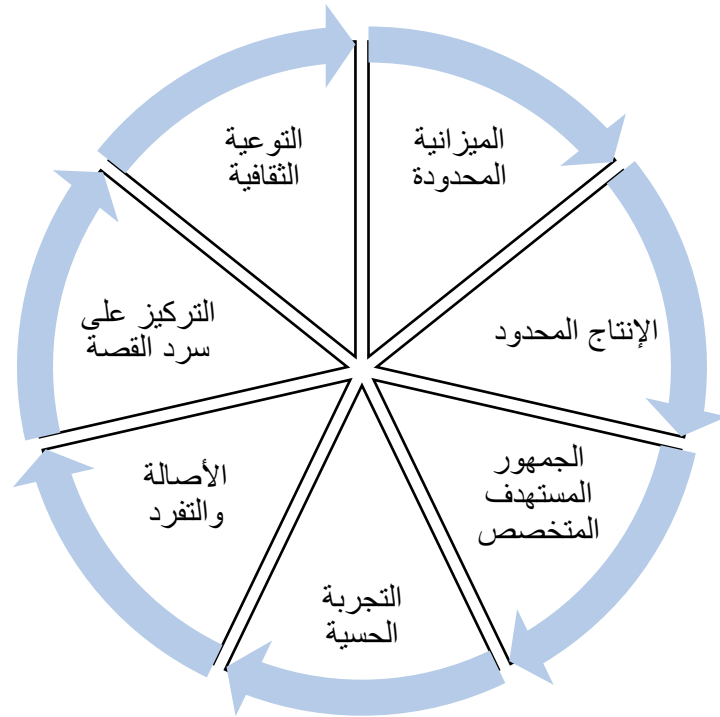 الميزانية
المحدودة
الإنتاج المحدود
الجمهور
المستهدف
المتخصص
التجربة
الحسية
الأصالة
والتفرد
التركيز على
سرد القصة
التوعية
الثقافية